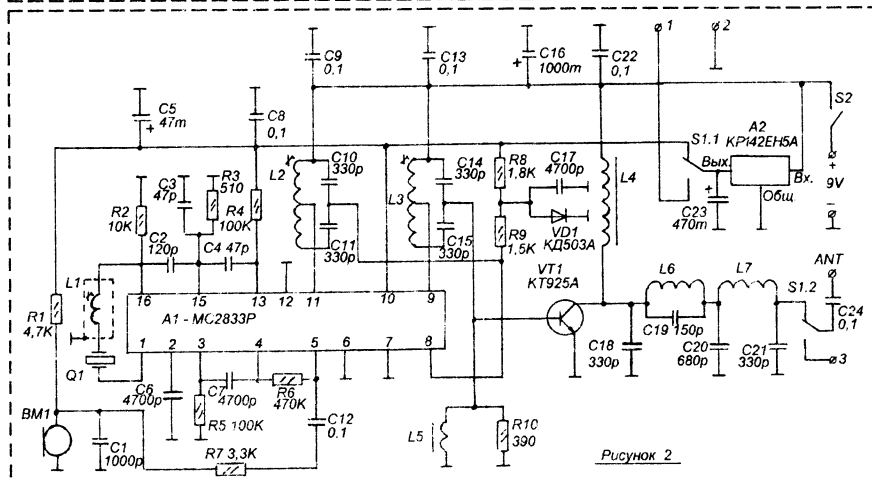 C9
0,1
C13
0,1
C16
1000m
+
C22
0,1
1
2
C5
47m
+
C8
0,1
S2
A2
КР142ЕН5А
S1.1
Вых.
Вх.
Общ
+
9V
–
C23
470m
+
C3
47p
R3
510
R2
10K
R4
100K
C2
120p
C4 47p
L2
C10
330p
C11
330p
L3
C14
330p
C15
330p
R8
1,8K
C17
4700p
R9
1,5K
VD1
КД503А
L4
L1
R1
4,7K
Q1
16
15
13
12
11
10
9
A1 - MC2833P
1
2
3
4
5
6
7
8
VT1
КТ925А
L6
L7
ANT
S1.2
C24
0,1
3
C19 150p
C18
330p
C20
680p
C21
330p
C6
4700p
C7
4700p
R6
470K
R5 100K
C12
0.1
BM1
C1
1000p
R7 3,3K
L5
R10
390
Рисунок 2